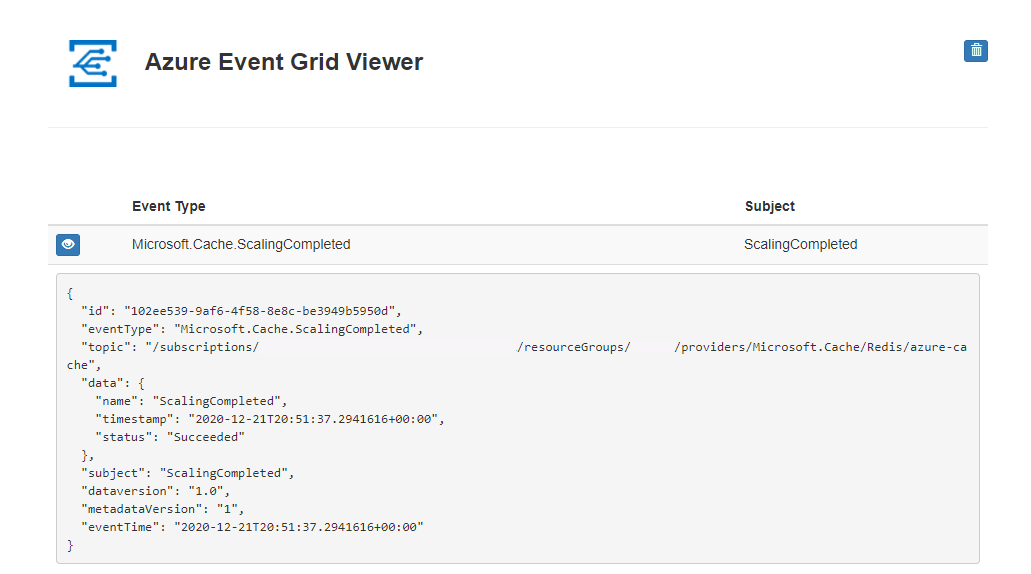 Azure Event Grid Viewer
Event Type Subject
Microsoft.Cache.ScalingCompleted ScalingCompleted
{
  "id": "102ee539-9af6-4f58-8e8c-be3949b5950d",
  "eventType": "Microsoft.Cache.ScalingCompleted",
  "topic": "/subscriptions/ /resourceGroups/ /providers/Microsoft.Cache/Redis/azure-ca
che",
  "data": {
    "name": "ScalingCompleted",
    "timestamp": "2020-12-21T20:51:37.2941616+00:00",
    "status": "Succeeded"
  },
  "subject": "ScalingCompleted",
  "dataversion": "1.0",
  "metadataVersion": "1",
  "eventTime": "2020-12-21T20:51:37.2941616+00:00"
}